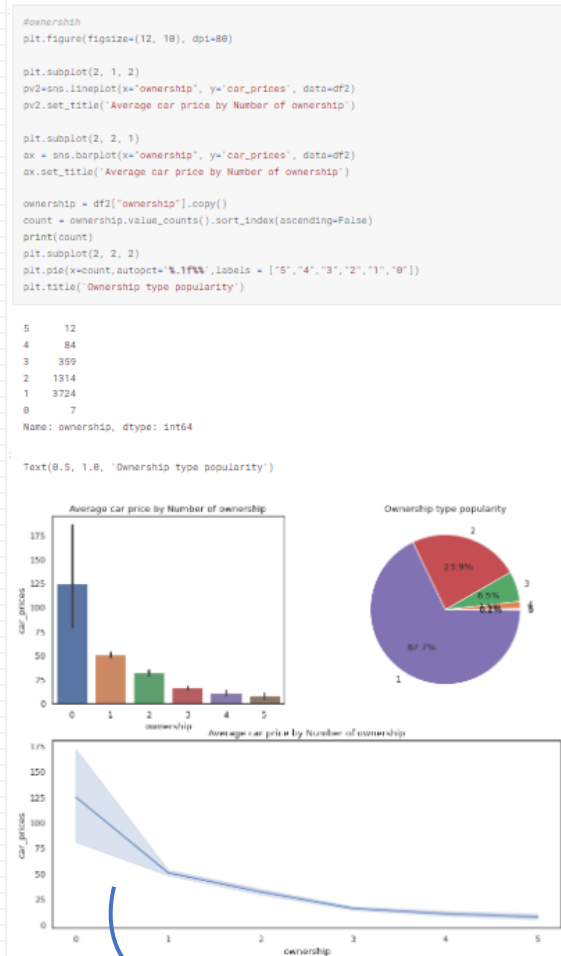 #ownershih
plt.figure(figsize=(12, 10), dpi=80)
plt.subplot(2, 1, 2)
pv2=sns.lineplot(x="ownership", y='car_prices', data=df2)
pv2.set_title('Average car price by Number of ownership')
plt.subplot(2, 2, 1)
ax = sns.barplot(x="ownership", y='car_prices', data=df2)
ax.set_title('Average car price by Number of ownership')
ownership = df2["ownership"].copy()
count = ownership.value_counts().sort_index(ascending=False)
print(count)
plt.subplot(2, 2, 2)
plt.pie(x=count,autopct='%.1f%%',labels = ["5","4","3","2","1","0"])
plt.title('Ownership type popularity')
5 12
4 84
3 359
2 1314
1 3724
0 7
Name: ownership, dtype: int64
Text(0.5, 1.0, 'Ownership type popularity')
Average car price by Number of ownership
175
150
125
100
75
50
25
0
car_prices
0 1 2 3 4 5
ownership
Ownership type popularity
2
23.9%
3
6.5%
67.7%
1
Average car price by Number of ownership
175
150
125
100
75
50
25
0
car_prices
0 1 2 3 4 5
ownership